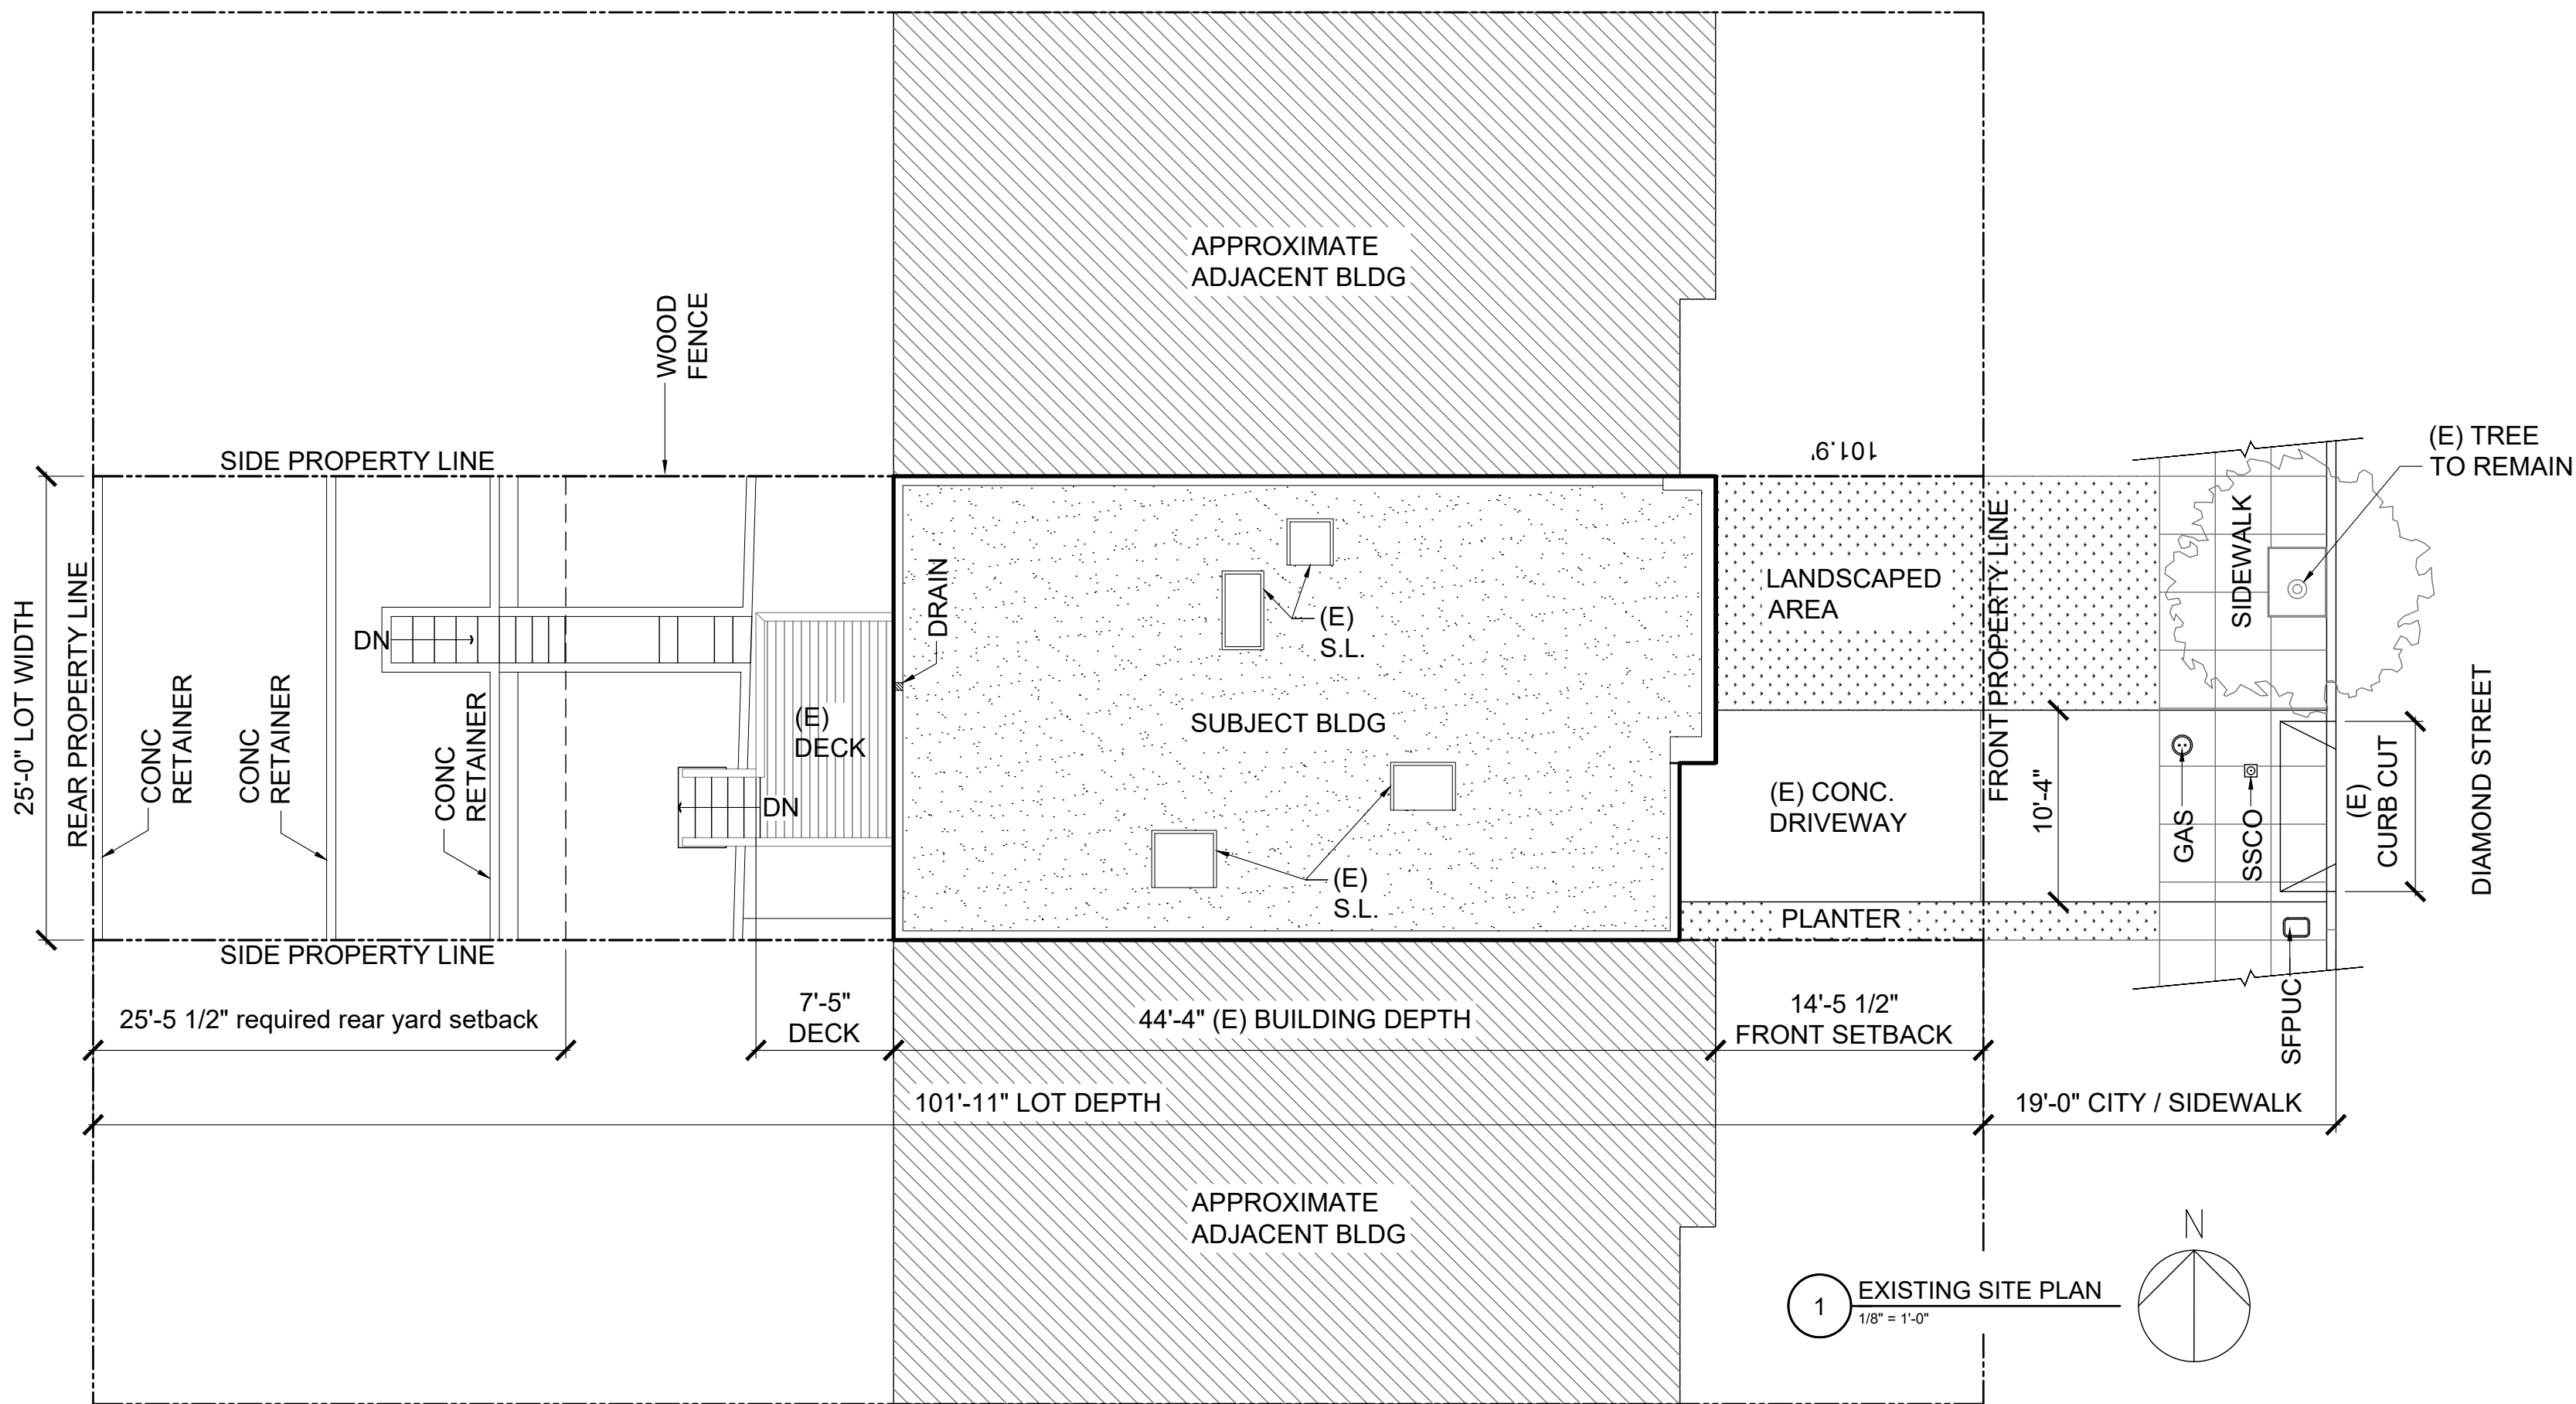 APPROXIMATE
ADJACENT BLDG
WOOD
FENCE
SIDE PROPERTY LINE
101.9'
(E) TREE
TO REMAIN
25'-0" LOT WIDTH
REAR PROPERTY LINE
CONC
RETAINER
CONC
RETAINER
CONC
RETAINER
DN
(E)
DECK
DN
DRAIN
(E)
S.L.
SUBJECT BLDG
(E)
S.L.
LANDSCAPED
AREA
FRONT PROPERTY LINE
SIDEWALK
(E) CONC.
DRIVEWAY
10'-4"
GAS
SSCO
(E)
CURB CUT
DIAMOND STREET
PLANTER
SFPUC
SIDE PROPERTY LINE
25'-5 1/2" required rear yard setback
7'-5"
DECK
44'-4" (E) BUILDING DEPTH
14'-5 1/2"
FRONT SETBACK
101'-11" LOT DEPTH
19'-0" CITY / SIDEWALK
APPROXIMATE
ADJACENT BLDG
N
1
EXISTING SITE PLAN
1/8" = 1'-0"